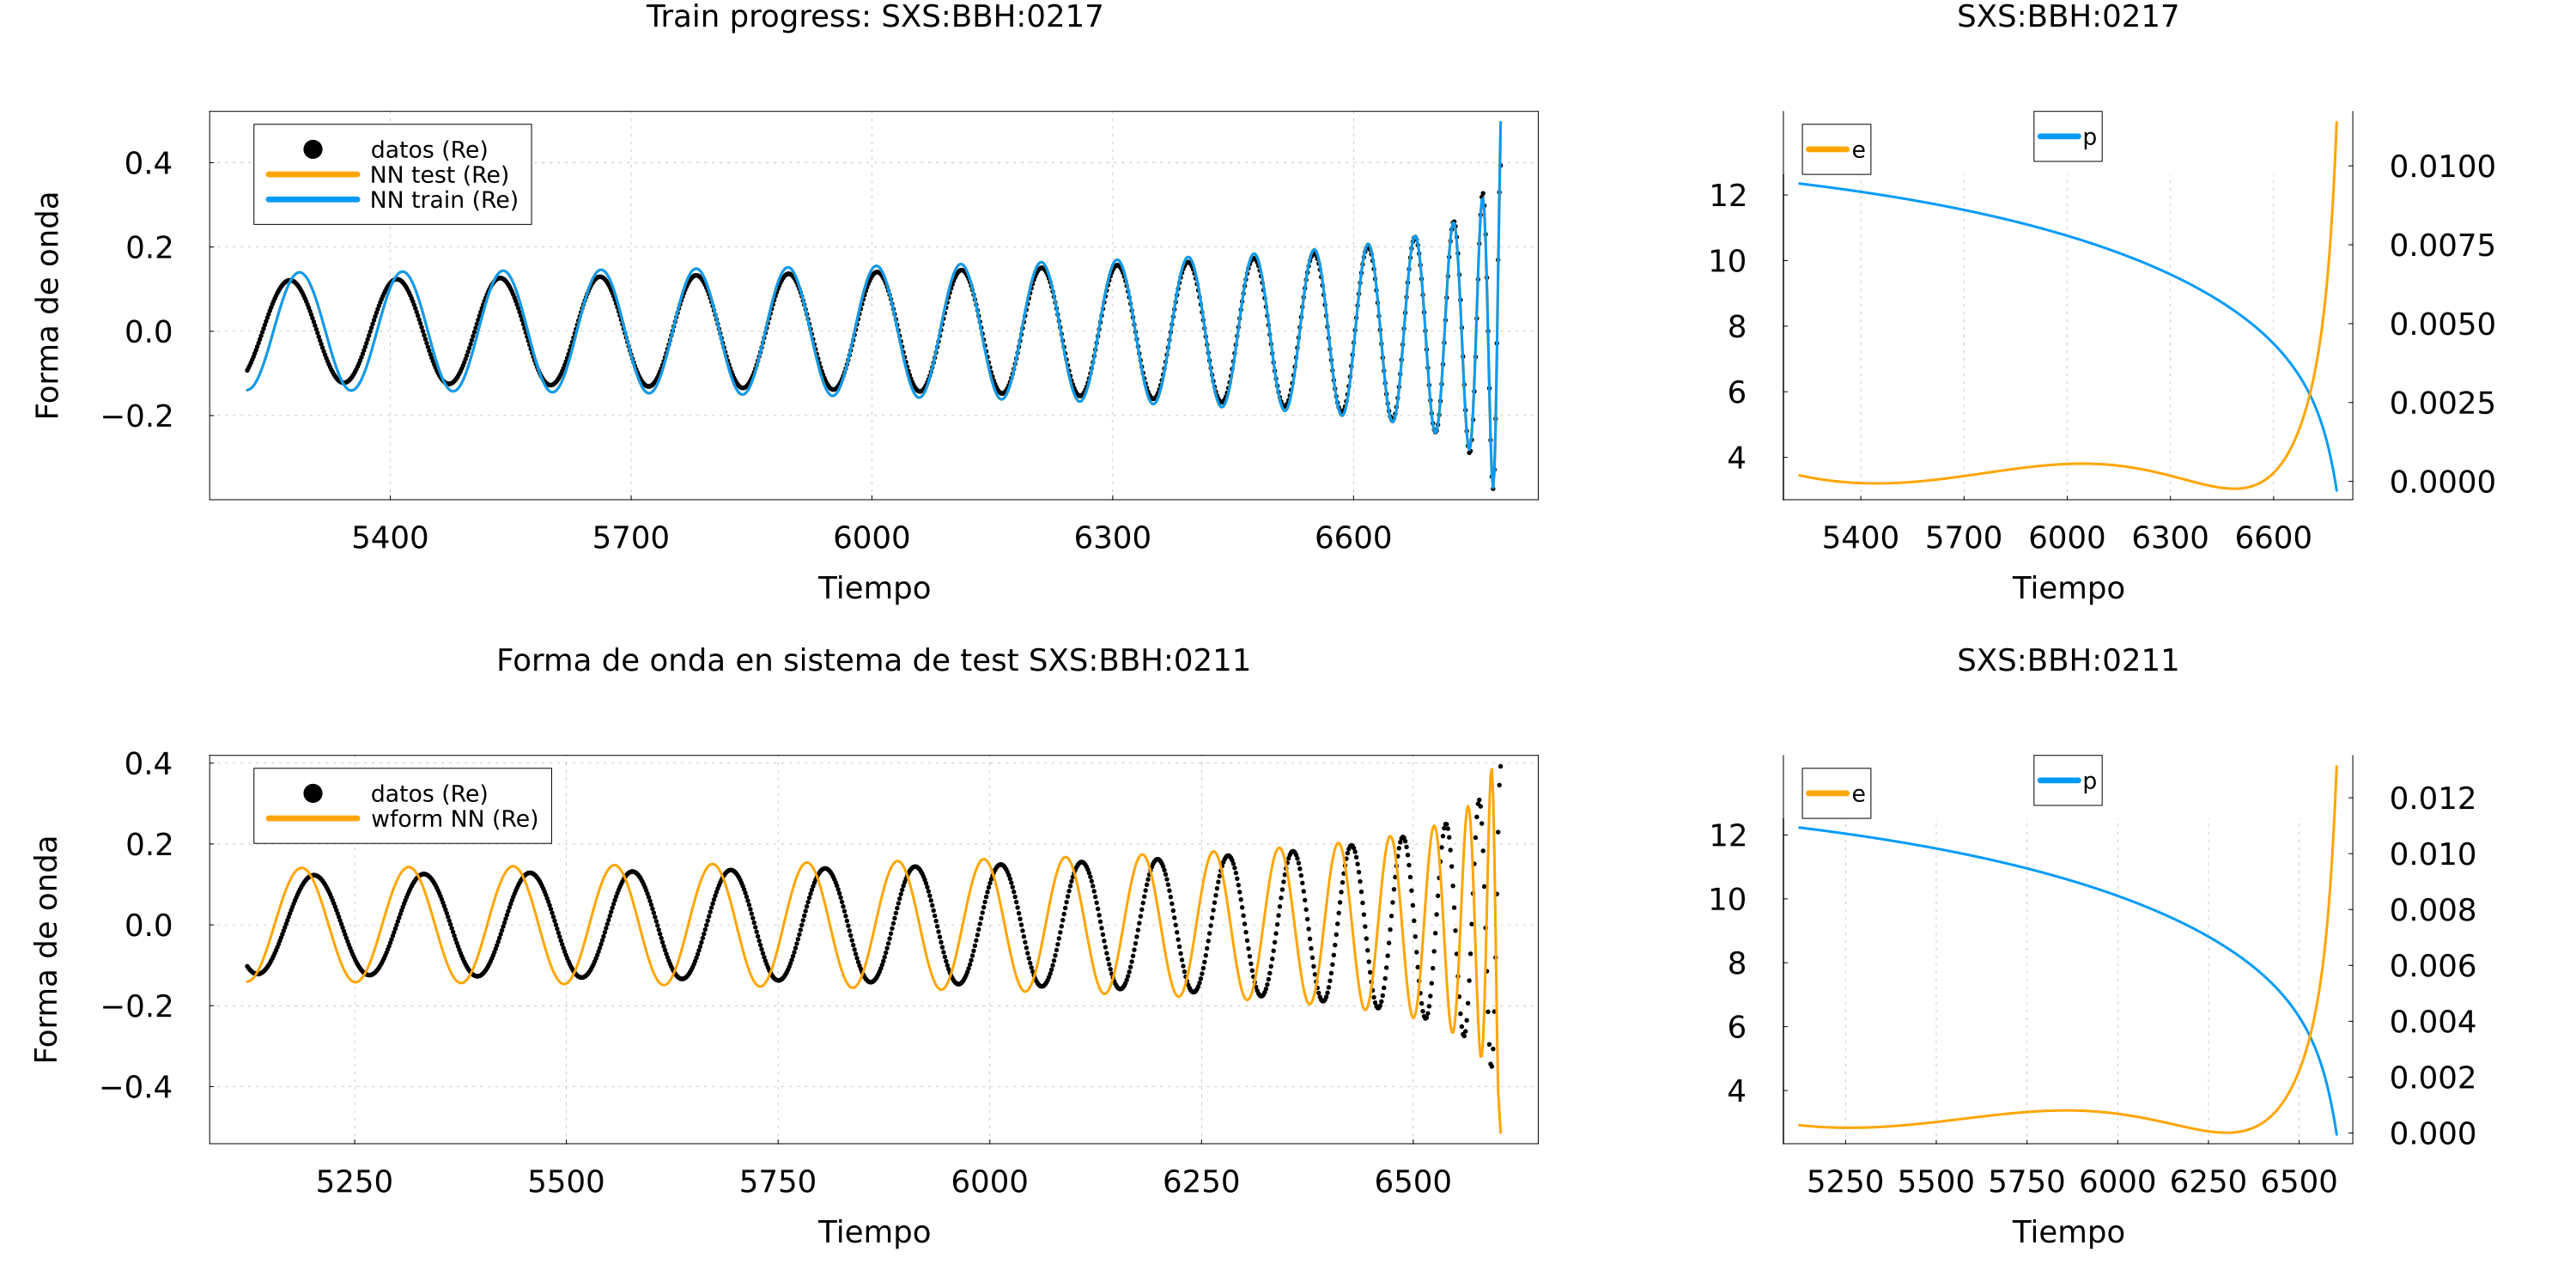 Train progress: SXS:BBH:0217
datos (Re)
NN test (Re)
NN train (Re)
0.4
0.2
0.0
−0.2
Forma de onda
5400 5700 6000 6300 6600
Tiempo
SXS:BBH:0217
e
p
12
10
8
6
4
0.0100
0.0075
0.0050
0.0025
0.0000
5400 5700 6000 6300 6600
Tiempo
Forma de onda en sistema de test SXS:BBH:0211
datos (Re)
wform NN (Re)
0.4
0.2
0.0
−0.2
−0.4
Forma de onda
5250 5500 5750 6000 6250 6500
Tiempo
SXS:BBH:0211
e
p
12
10
8
6
4
0.012
0.010
0.008
0.006
0.004
0.002
0.000
5250 5500 5750 6000 6250 6500
Tiempo